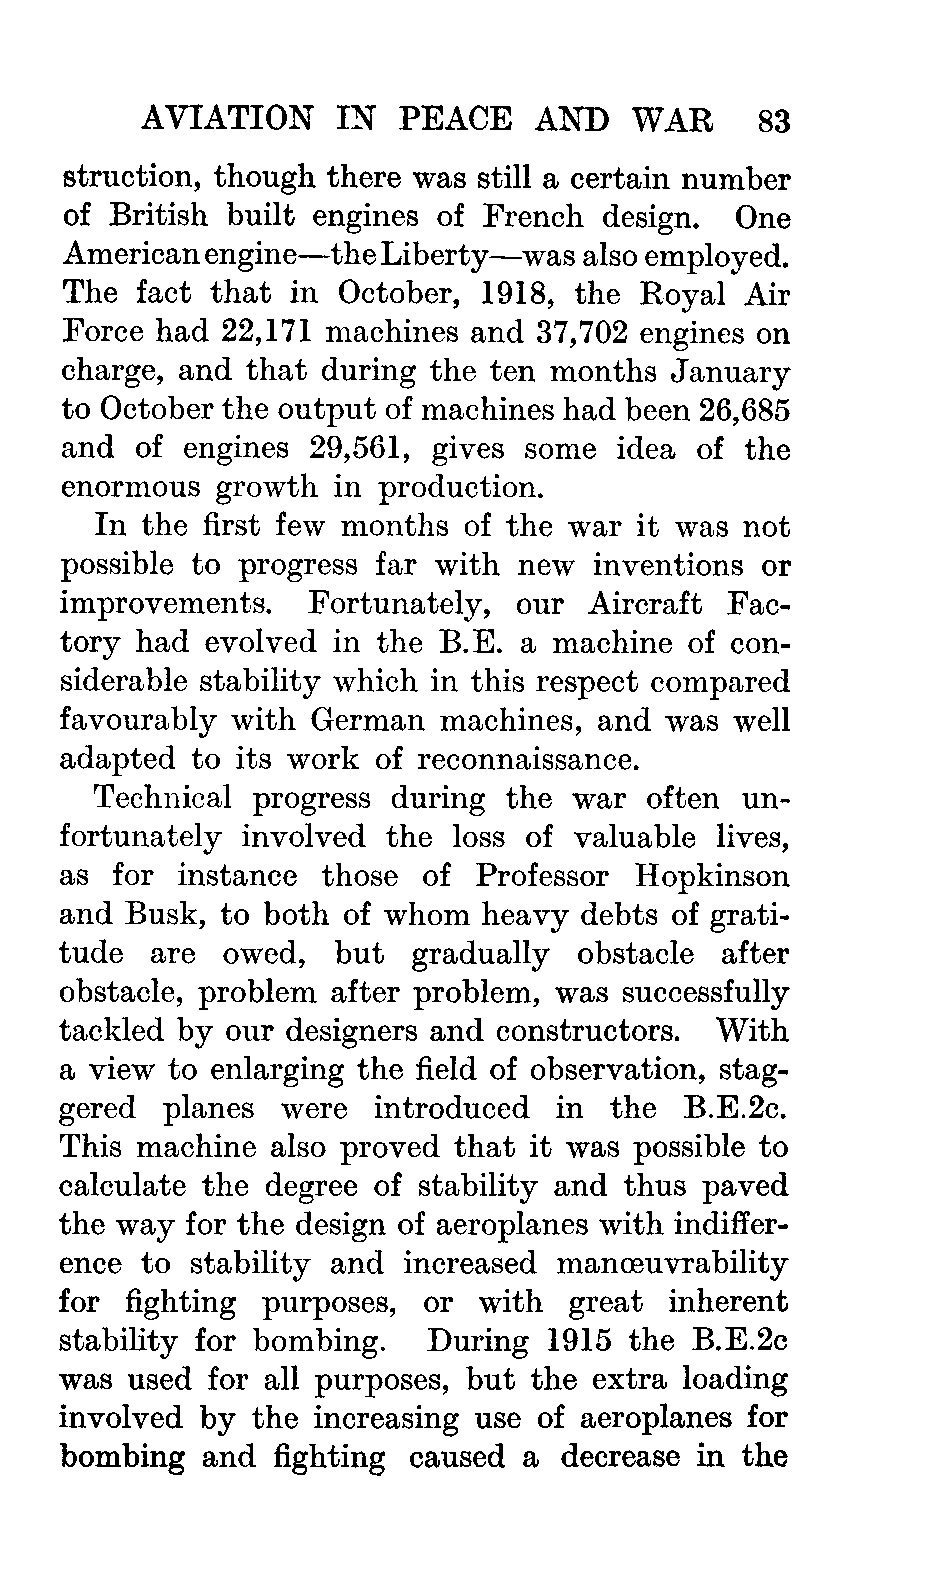 AVIATION IN PEACE AND WAR 83
struction, though there was still a certain number
of British built engines of French design. One
American engine—the Liberty—was also employed.
The fact that in October, 1918, the Royal Air
Force had 22,171 machines and 37,702 engines on
charge, and that during the ten months January
to October the output of machines had been 26,685
and of engines 29,561, gives some idea of the
enormous growth in production.
In the first few months of the war it was not
possible to progress far with new inventions or
improvements. Fortunately, our Aircraft Fac-
tory had evolved in the B.E. a machine of con-
siderable stability which in this respect compared
favourably with German machines, and was well
adapted to its work of reconnaissance.
Technical progress during the war often un-
fortunately involved the loss of valuable lives,
as for instance those of Professor Hopkinson
and Busk, to both of whom heavy debts of grati-
tude are owed, but gradually obstacle after
obstacle, problem after problem, was successfully
tackled by our designers and constructors. With
a view to enlarging the field of observation, stag-
gered planes were introduced in the B.E.2c.
This machine also proved that it was possible to
calculate the degree of stability and thus paved
the way for the design of aeroplanes with indiffer-
ence to stability and increased manœuvrability
for fighting purposes, or with great inherent
stability for bombing. During 1915 the B.E.2c
was used for all purposes, but the extra loading
involved by the increasing use of aeroplanes for
bombing and fighting caused a decrease in the